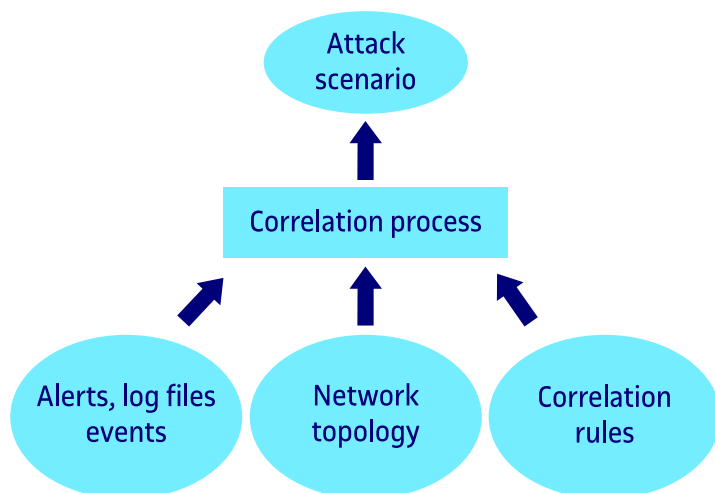 Attack
scenario
Correlation process
Alerts, log files
events
Network
topology
Correlation
rules